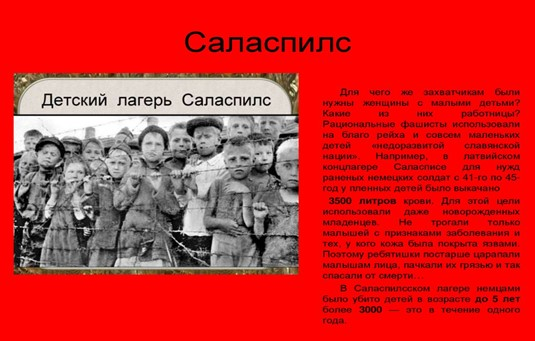 Саласпилс
Детский лагерь Саласпилс
Для чего же захватчикам были
нужны женщины с малыми детьми?
Какие из них работницы?
Рациональные фашисты использовали
на благо рейха и совсем маленьких
детей «недоразвитой славянской
нации». Например, в латвийском
концлагере Саласписе для нужд
раненых немецких солдат с 41-го по 45-
год у пленных детей было выкачано
3500 литров крови. Для этой цели
использовали даже новорожденных
младенцев. Не трогали только
малышей с признаками заболевания и
тех, у кого кожа была покрыта язвами.
Поэтому ребятишки постарше царапали
малышам лица, пачкали их грязью и так
спасали от смерти…
В Саласпилсском лагере немцами
было убито детей в возрасте до 5 лет
более 3000 — это в течение одного
года.